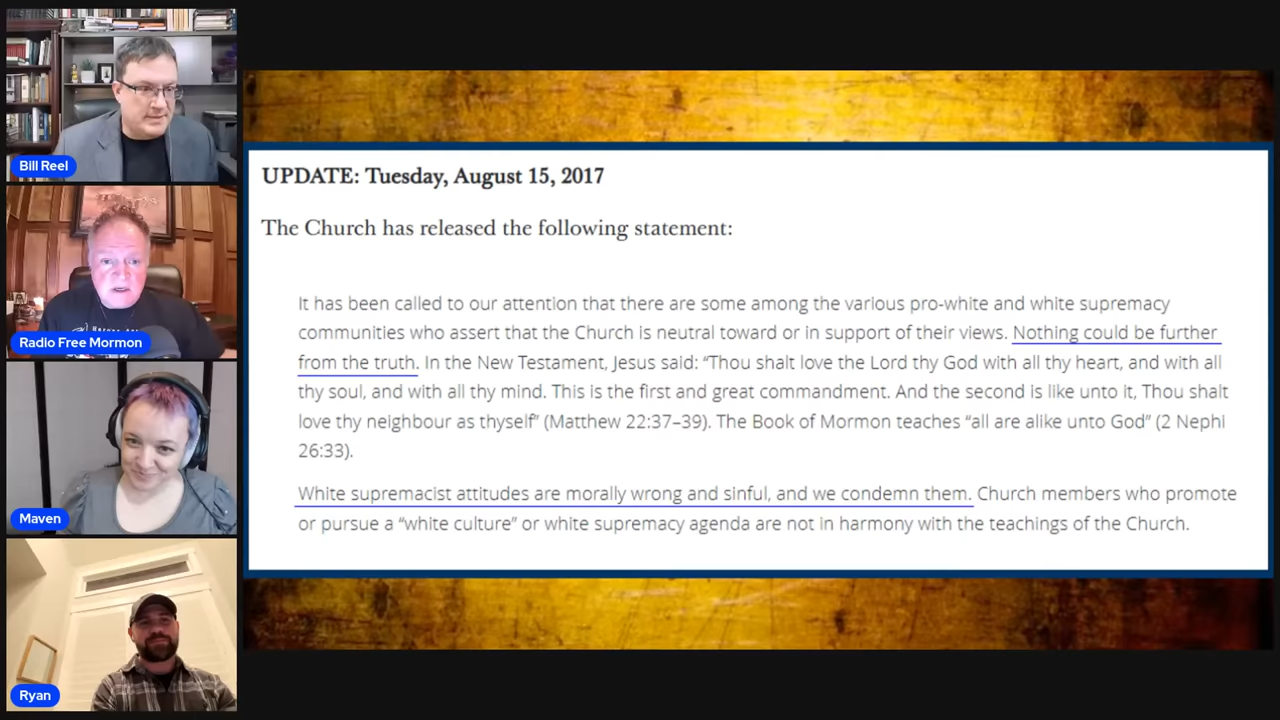 Bill Reel
Radio Free Mormon
Maven
Ryan
UPDATE: Tuesday, August 15, 2017
The Church has released the following statement:
It has been called to our attention that there are some among the various pro-white and white supremacy
communities who assert that the Church is neutral toward or in support of their views. Nothing could be further
from the truth. In the New Testament, Jesus said: “Thou shalt love the Lord thy God with all thy heart, and with all
thy soul, and with all thy mind. This is the first and great commandment. And the second is like unto it, Thou shalt
love thy neighbour as thyself” (Matthew 22:37–39). The Book of Mormon teaches “all are alike unto God” (2 Nephi
26:33).
White supremacist attitudes are morally wrong and sinful, and we condemn them. Church members who promote
or pursue a “white culture” or white supremacy agenda are not in harmony with the teachings of the Church.